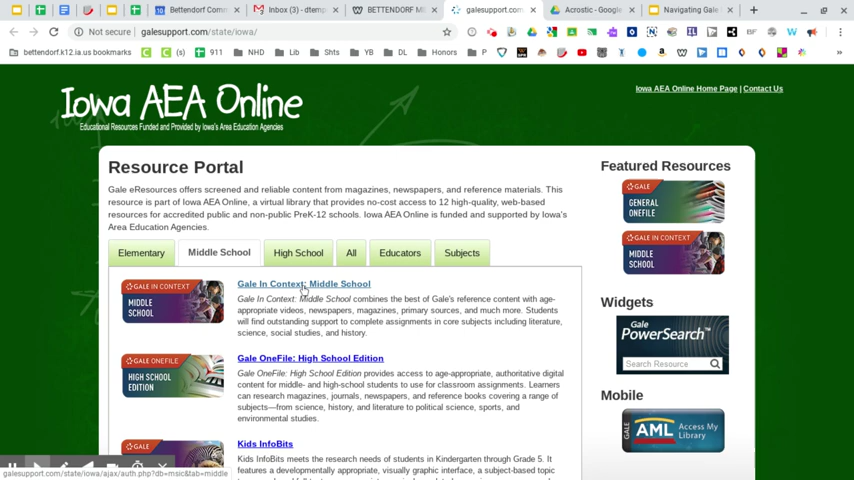 Bettendorf Comm
Inbox (3) - dtemp
BETTENDORF M
galesupport.com
Acrostic - Google
Navigating Gale
Not secure | galesupport.com/state/iowa/
bettendorf.k12.ia.us bookmarks
(s)
911
NHD
Lib
Shts
YB
DL
Honors
P
Iowa AEA Online
Educational Resources Funded and Provided by Iowa's Area Education Agencies
Iowa AEA Online Home Page | Contact Us
Resource Portal
Gale eResources offers screened and reliable content from magazines, newspapers, and reference materials. This
resource is part of Iowa AEA Online, a virtual library that provides no-cost access to 12 high-quality, web-based
resources for accredited public and non-public PreK-12 schools. Iowa AEA Online is funded and supported by Iowa's
Area Education Agencies.
Elementary
Middle School
High School
All
Educators
Subjects
GALE IN CONTEXT
MIDDLE
SCHOOL
Gale In Context: Middle School
Gale In Context: Middle School combines the best of Gale's reference content with age-
appropriate videos, newspapers, magazines, primary sources, and much more. Students
will find outstanding support to complete assignments in core subjects including literature,
science, social studies, and history.
GALE ONEFILE
HIGH SCHOOL
EDITION
Gale OneFile: High School Edition
Gale OneFile: High School Edition provides access to age-appropriate, authoritative digital
content for middle- and high-school students to use for classroom assignments. Learners
can research magazines, journals, newspapers, and reference books covering a range of
subjects—from science, history, and literature to political science, sports, and
environmental studies.
GALE
Kids InfoBits
Kids InfoBits meets the research needs of students in Kindergarten through Grade 5. It
features a developmentally appropriate, visually graphic interface, a subject-based topic
Featured Resources
GALE
GENERAL
ONEFILE
GALE IN CONTEXT
MIDDLE
SCHOOL
Widgets
Gale
PowerSearch
Search Resource
Mobile
GALE
AML
Access My
Library
galesupport.com/state/iowa/ajax/auth.php?db=msic&tab=middle